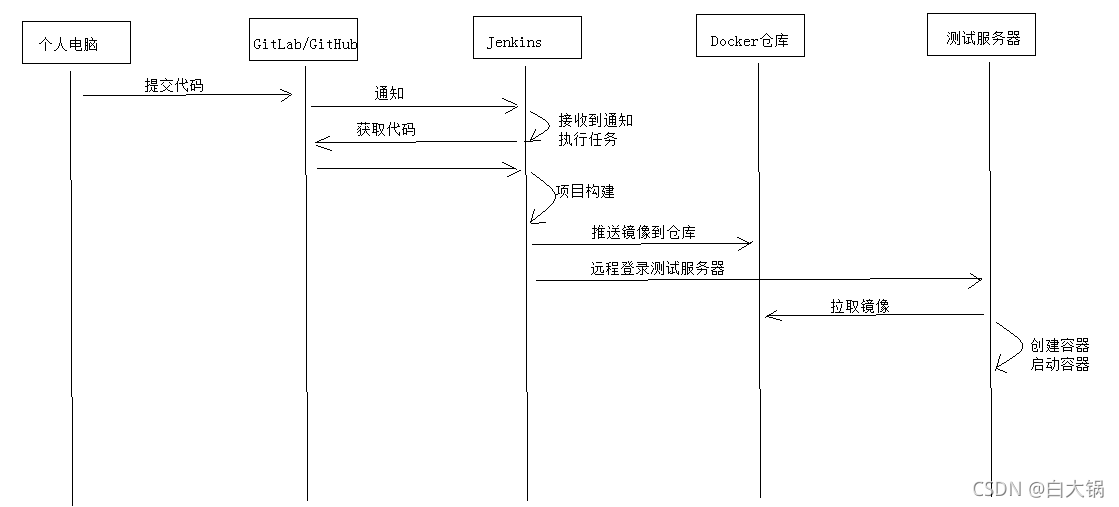 个人电脑
GitLab/GitHub
Jenkins
Docker仓库
测试服务器
提交代码
通知
接收到通知
执行任务
获取代码
项目构建
推送镜像到仓库
远程登录测试服务器
拉取镜像
创建容器
启动容器
CSDN @白大锅